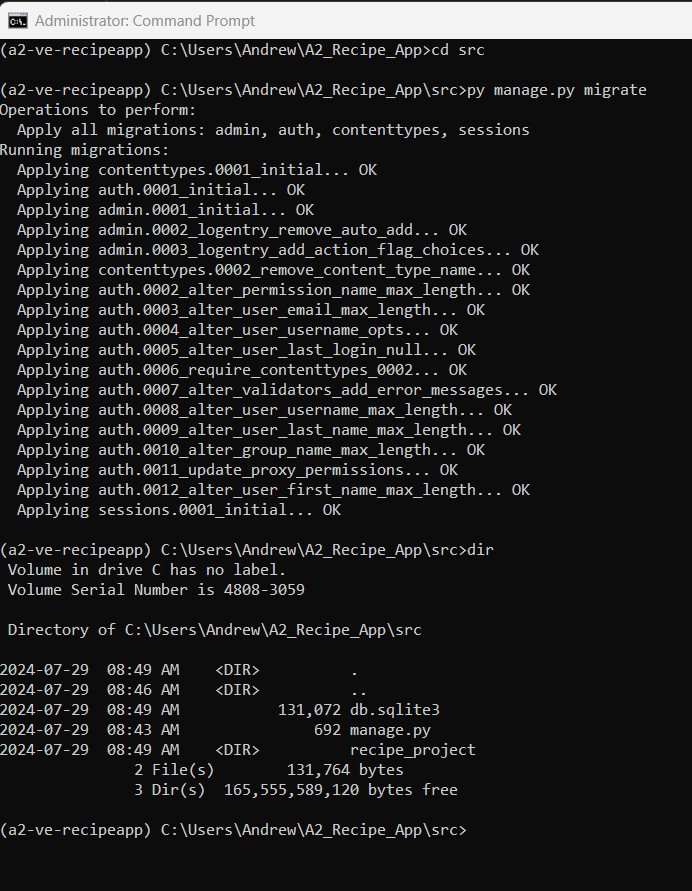 Administrator: Command Prompt
(a2-ve-recipeapp) C:\Users\Andrew\A2_Recipe_App>cd src
(a2-ve-recipeapp) C:\Users\Andrew\A2_Recipe_App\src>py manage.py migrate
Operations to perform:
  Apply all migrations: admin, auth, contenttypes, sessions
Running migrations:
  Applying contenttypes.0001_initial... OK
  Applying auth.0001_initial... OK
  Applying admin.0001_initial... OK
  Applying admin.0002_logentry_remove_auto_add... OK
  Applying admin.0003_logentry_add_action_flag_choices... OK
  Applying contenttypes.0002_remove_content_type_name... OK
  Applying auth.0002_alter_permission_name_max_length... OK
  Applying auth.0003_alter_user_email_max_length... OK
  Applying auth.0004_alter_user_username_opts... OK
  Applying auth.0005_alter_user_last_login_null... OK
  Applying auth.0006_require_contenttypes_0002... OK
  Applying auth.0007_alter_validators_add_error_messages... OK
  Applying auth.0008_alter_user_username_max_length... OK
  Applying auth.0009_alter_user_last_name_max_length... OK
  Applying auth.0010_alter_group_name_max_length... OK
  Applying auth.0011_update_proxy_permissions... OK
  Applying auth.0012_alter_user_first_name_max_length... OK
  Applying sessions.0001_initial... OK
(a2-ve-recipeapp) C:\Users\Andrew\A2_Recipe_App\src>dir
 Volume in drive C has no label.
 Volume Serial Number is 4808-3059
 Directory of C:\Users\Andrew\A2_Recipe_App\src
2024-07-29  08:49 AM    <DIR>          .
2024-07-29  08:46 AM    <DIR>          ..
2024-07-29  08:49 AM           131,072 db.sqlite3
2024-07-29  08:43 AM               692 manage.py
2024-07-29  08:49 AM    <DIR>          recipe_project
               2 File(s)        131,764 bytes
               3 Dir(s)  165,555,589,120 bytes free
(a2-ve-recipeapp) C:\Users\Andrew\A2_Recipe_App\src>